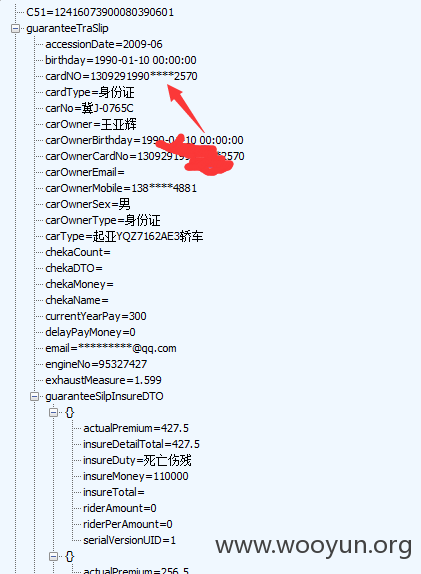 C51=12416073900080390601
guaranteeTraSlip
accessionDate=2009-06
birthday=1990-01-10 00:00:00
cardNO=1309291990****2570
cardType=身份证
carNo=冀J-0765C
carOwner=王亚辉
carOwnerBirthday=1990-01-10 00:00:00
carOwnerCardNo=130929199 2570
carOwnerEmail=
carOwnerMobile=138****4881
carOwnerSex=男
carOwnerType=身份证
carType=起亚YQZ7162AE3轿车
chekaCount=
chekaDTO=
chekaMoney=
chekaName=
currentYearPay=300
delayPayMoney=0
email=*********@qq.com
engineNo=95327427
exhaustMeasure=1.599
guaranteeSilpInsureDTO
{}
actualPremium=427.5
insureDetailTotal=427.5
insureDuty=死亡伤残
insureMoney=110000
insureTotal=
riderAmount=0
riderPerAmount=0
serialVersionUID=1
{}
actualPremium=256.5
www.wooyun.org